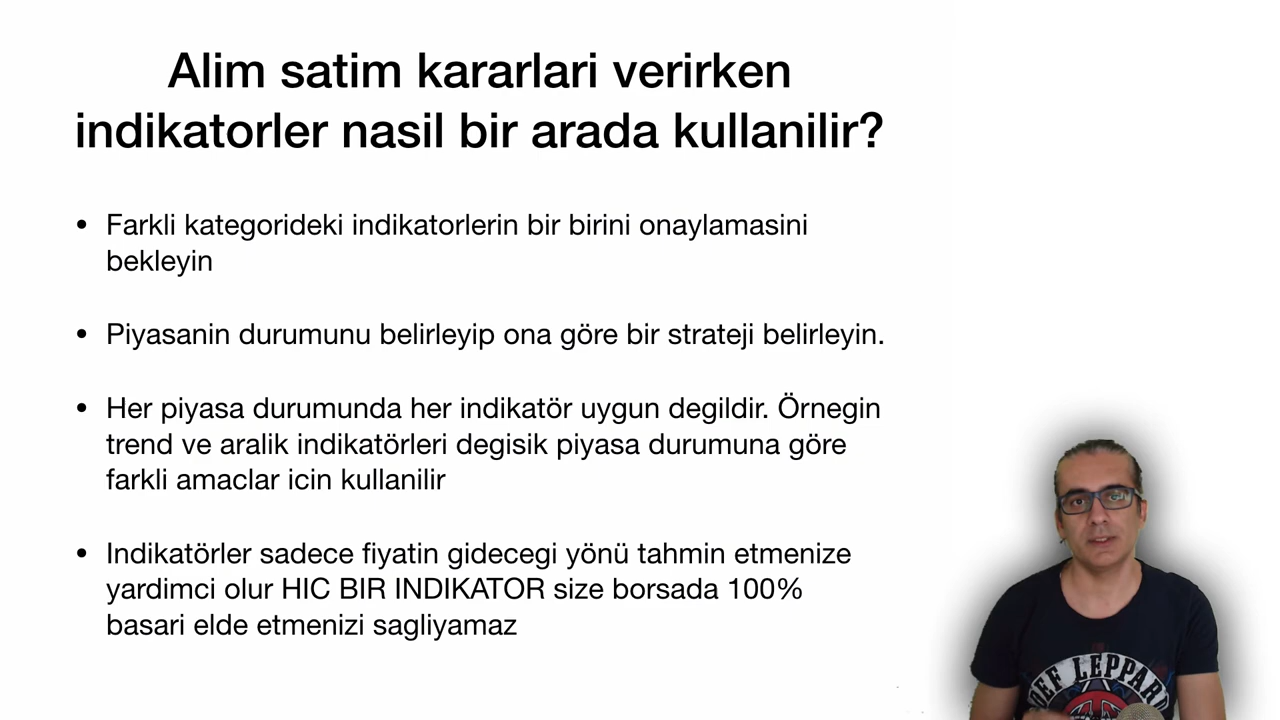 Alim satim kararlari verirken
indikatorler nasil bir arada kullanilir?
• Farkli kategorideki indikatorlerin bir birini onaylamasini
bekleyin
• Piyasanin durumunu belirleyip ona göre bir strateji belirleyin.
• Her piyasa durumunda her indikatör uygun degildir. Örnegin
trend ve aralik indikatörleri degisik piyasa durumuna göre
farkli amaclar icin kullanilir
• Indikatörler sadece fiyatin gidecegi yönü tahmin etmenize
yardimci olur HIC BIR INDIKATOR size borsada 100%
basari elde etmenizi sagliyamaz
DEF LEPPARD